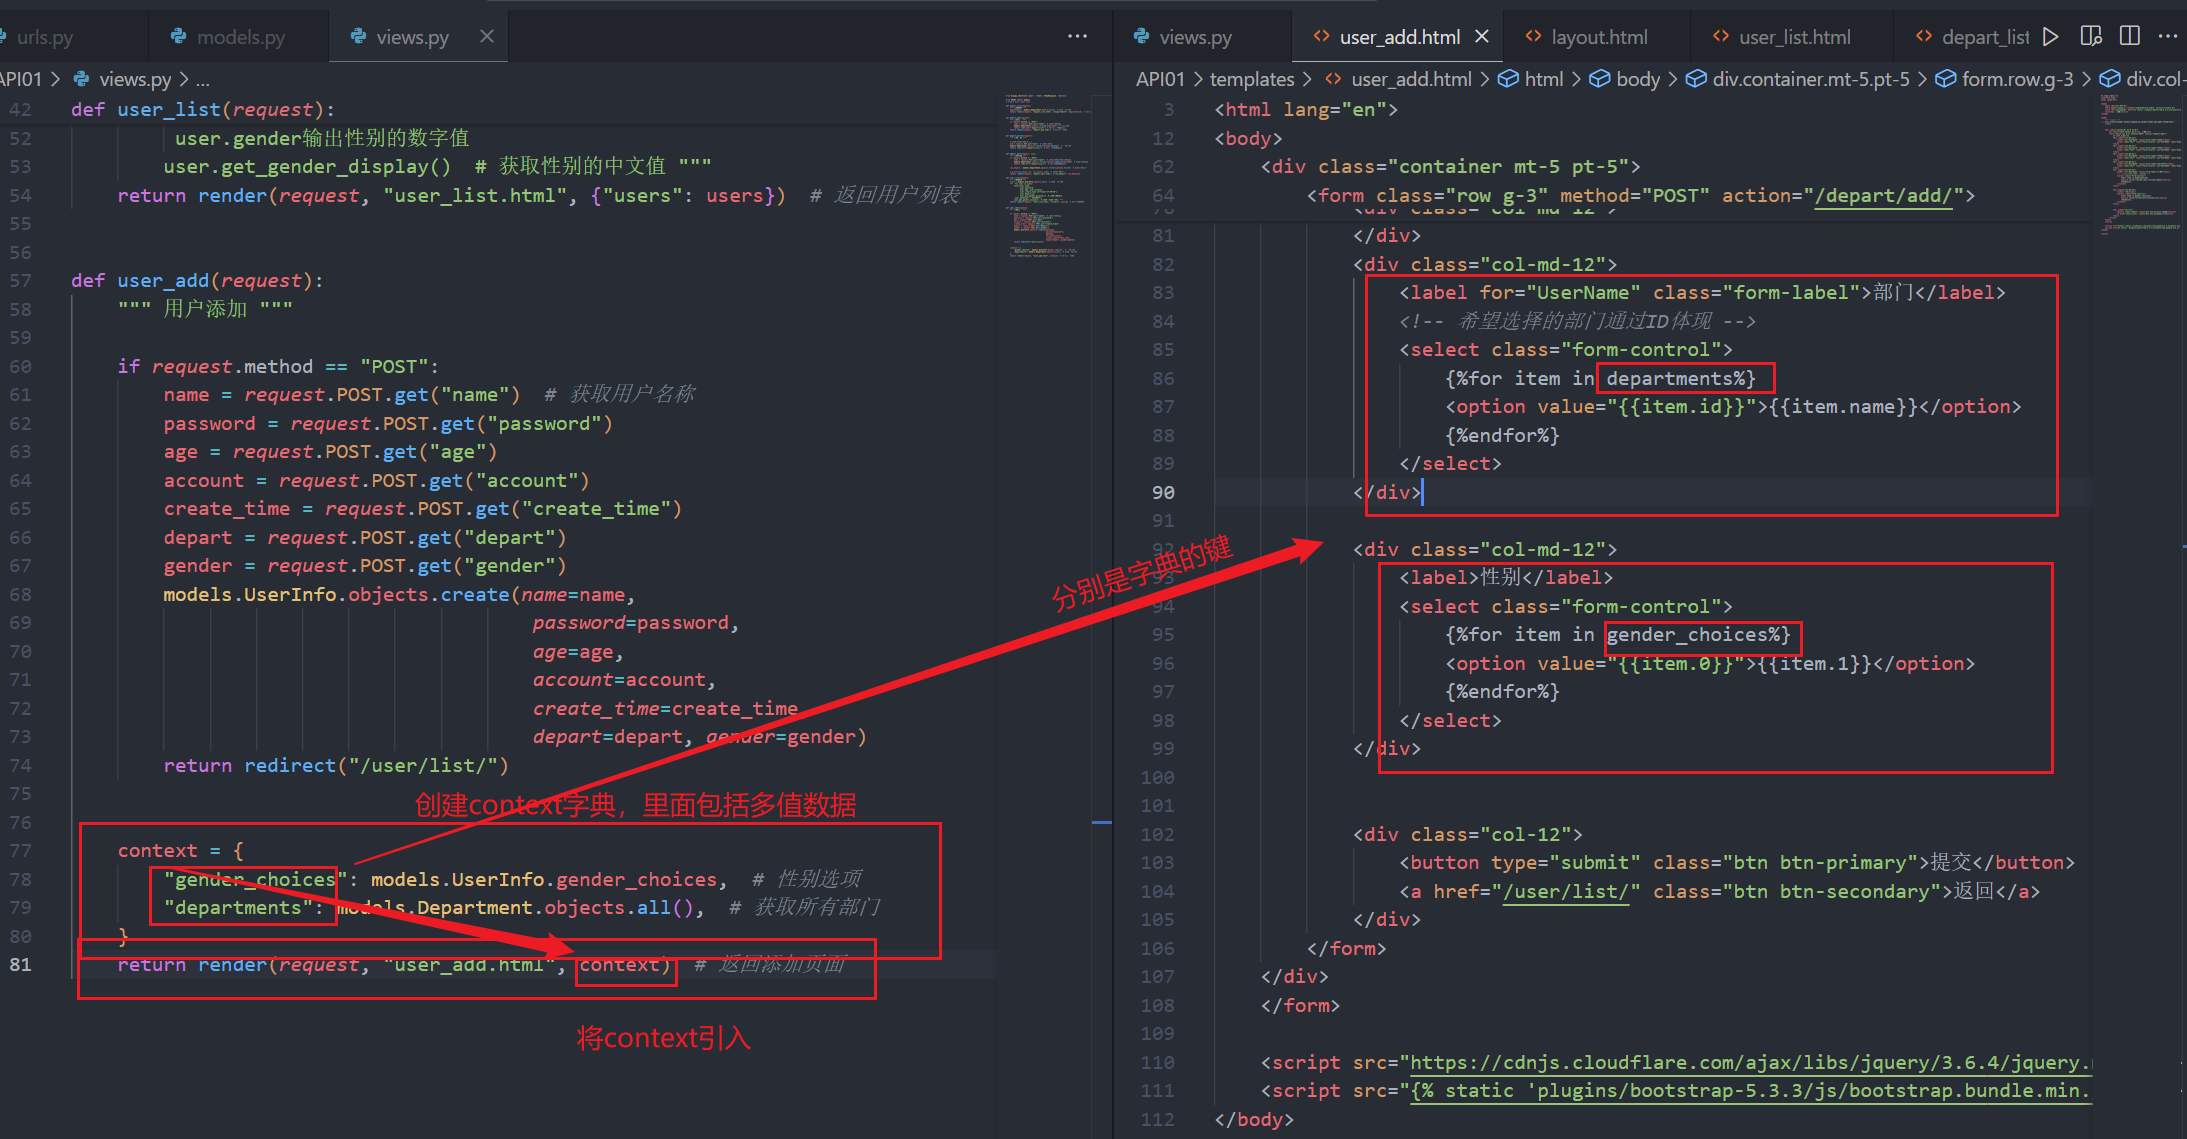 urls.py
models.py
views.py
API01 > views.py > ...
42 def user_list(request):
52 user.gender输出性别的数字值
53 user.get_gender_display()  # 获取性别的中文值 """
54 return render(request, "user_list.html", {"users": users})  # 返回用户列表
55
56
57 def user_add(request):
58 """ 用户添加 """
59
60 if request.method == "POST":
61 name = request.POST.get("name")  # 获取用户名称
62 password = request.POST.get("password")
63 age = request.POST.get("age")
64 account = request.POST.get("account")
65 create_time = request.POST.get("create_time")
66 depart = request.POST.get("depart")
67 gender = request.POST.get("gender")
68 models.UserInfo.objects.create(name=name,
69 password=password,
70 age=age,
71 account=account,
72 create_time=create_time
73 depart=depart, gender=gender)
74 return redirect("/user/list/")
75
创建context字典，里面包括多值数据
76
77 context = {
78 "gender_choices": models.UserInfo.gender_choices,  # 性别选项
79 "departments": models.Department.objects.all(),  # 获取所有部门
80 }
81 return render(request, "user_add.html", context)  # 返回添加页面
将context引入
分别是字典的键
views.py
user_add.html
layout.html
user_list.html
depart_list
API01 > templates > user_add.html > html > body > div.container.mt-5.pt-5 > form.row.g-3 > div.col-
3 <html lang="en">
12 <body>
62 <div class="container mt-5 pt-5">
64 <form class="row g-3" method="POST" action="/depart/add/">
78 <div class="col-md-12">
81 </div>
82 <div class="col-md-12">
83 <label for="UserName" class="form-label">部门</label>
84 <!-- 希望选择的部门通过ID体现 -->
85 <select class="form-control">
86 {%for item in departments%}
87 <option value="{{item.id}}">{{item.name}}</option>
88 {%endfor%}
89 </select>
90 </div>
91
92 <div class="col-md-12">
93 <label>性别</label>
94 <select class="form-control">
95 {%for item in gender_choices%}
96 <option value="{{item.0}}">{{item.1}}</option>
97 {%endfor%}
98 </select>
99 </div>
100
101
102 <div class="col-12">
103 <button type="submit" class="btn btn-primary">提交</button>
104 <a href="/user/list/" class="btn btn-secondary">返回</a>
105 </div>
106 </form>
107 </div>
108 </form>
109
110 <script src="https://cdnjs.cloudflare.com/ajax/libs/jquery/3.6.4/jquery.
111 <script src="{% static 'plugins/bootstrap-5.3.3/js/bootstrap.bundle.min.
112 </body>